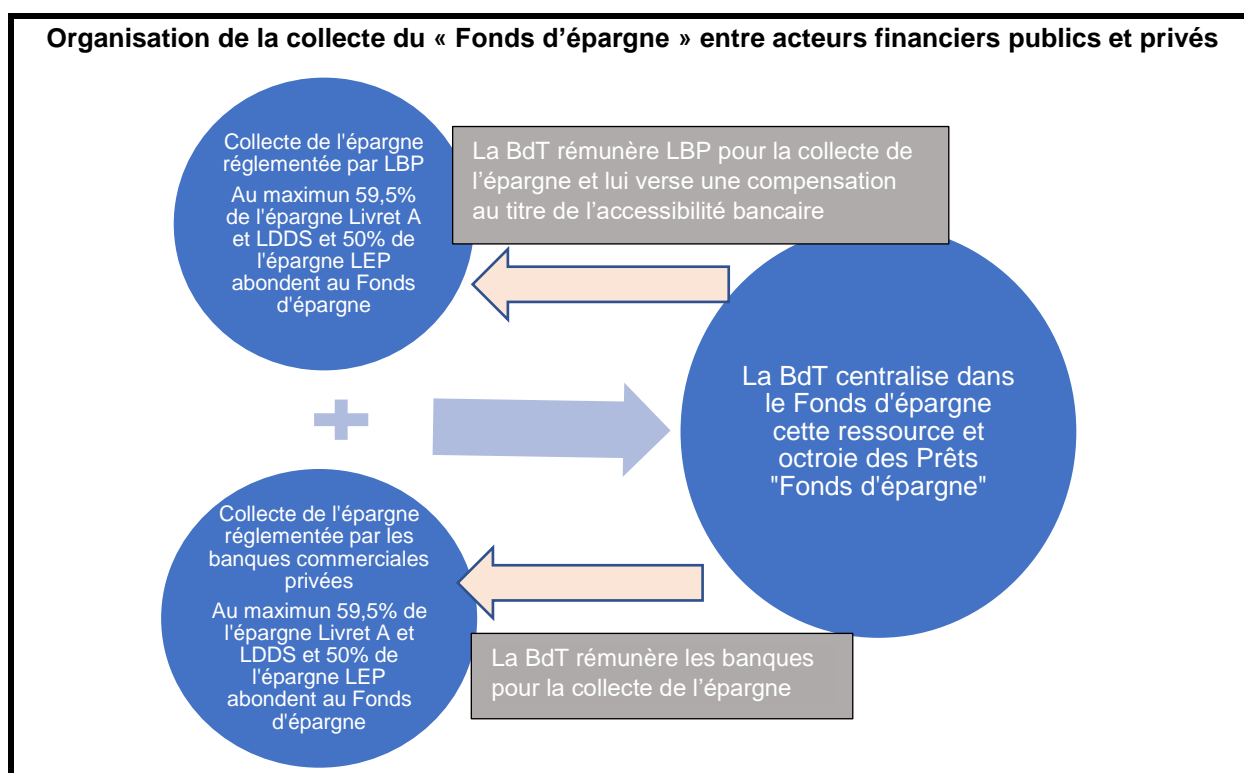 Organisation de la collecte du « Fonds d'épargne » entre acteurs financiers publics et privés
Collecte de l'épargne
réglementée par LBP
Au maximun 59,5%
de l'épargne Livret A
et LDDS et 50% de
l'épargne LEP
abondent au Fonds
d'épargne
La BdT rémunère LBP pour la collecte de
l’épargne et lui verse une compensation
au titre de l’accessibilité bancaire
La BdT centralise dans
le Fonds d'épargne
cette ressource et
octroie des Prêts
"Fonds d'épargne"
Collecte de l'épargne
réglementée par les
banques commerciales
privées
Au maximun 59,5% de
l'épargne Livret A et
LDDS et 50% de
l'épargne LEP
abondent au Fonds
d'épargne
La BdT rémunère les banques
pour la collecte de l’épargne